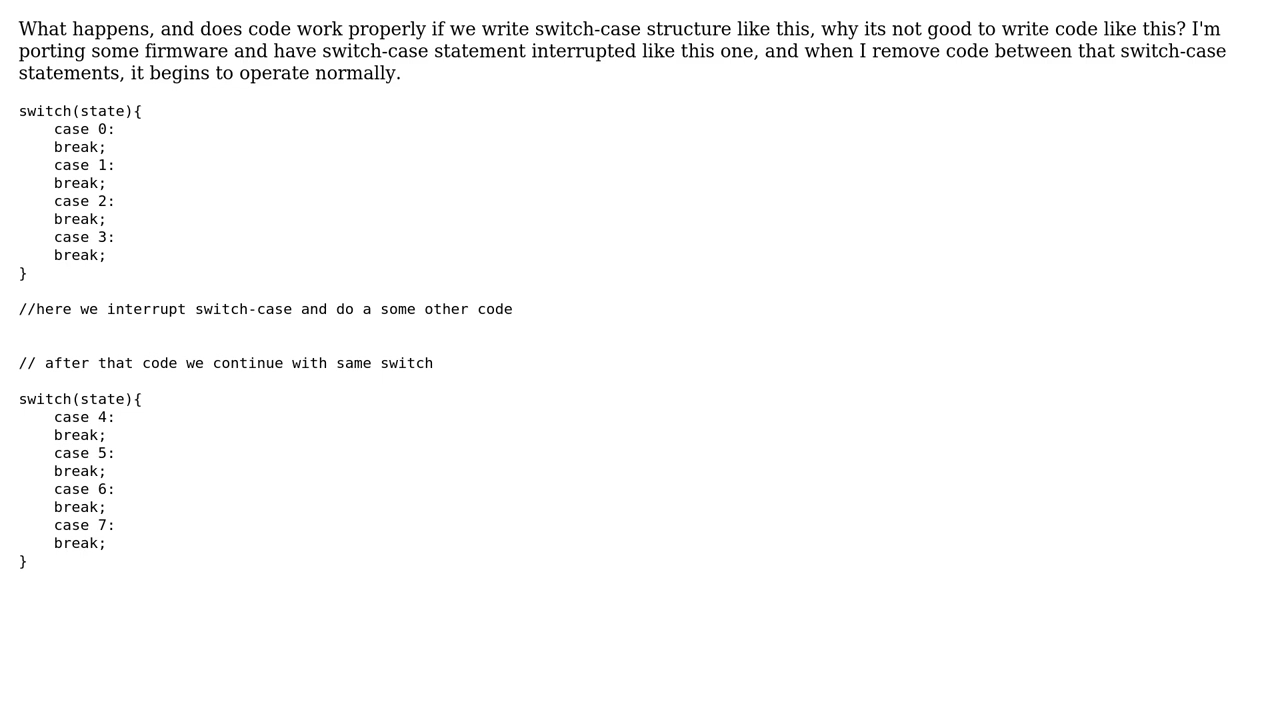 What happens, and does code work properly if we write switch-case structure like this, why its not good to write code like this? I'm
porting some firmware and have switch-case statement interrupted like this one, and when I remove code between that switch-case
statements, it begins to operate normally.
switch(state){
    case 0:
    break;
    case 1:
    break;
    case 2:
    break;
    case 3:
    break;
}
//here we interrupt switch-case and do a some other code
// after that code we continue with same switch
switch(state){
    case 4:
    break;
    case 5:
    break;
    case 6:
    break;
    case 7:
    break;
}